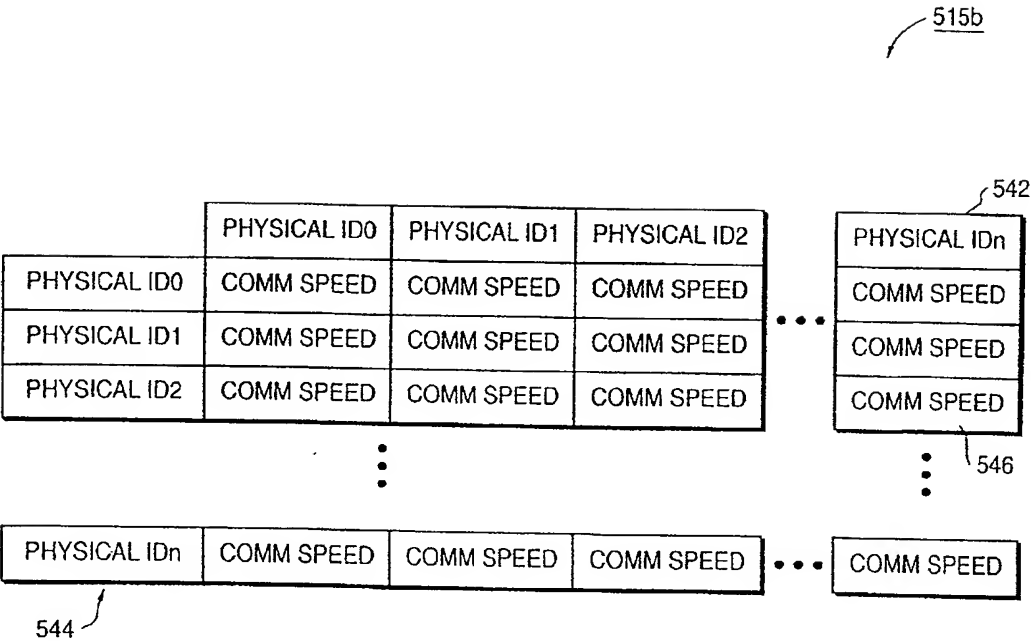 515b
542
PHYSICAL ID0 PHYSICAL ID1 PHYSICAL ID2 PHYSICAL IDn
PHYSICAL ID0 COMM SPEED COMM SPEED COMM SPEED COMM SPEED
PHYSICAL ID1 COMM SPEED COMM SPEED COMM SPEED COMM SPEED
PHYSICAL ID2 COMM SPEED COMM SPEED COMM SPEED COMM SPEED
546
PHYSICAL IDn COMM SPEED COMM SPEED COMM SPEED COMM SPEED
544